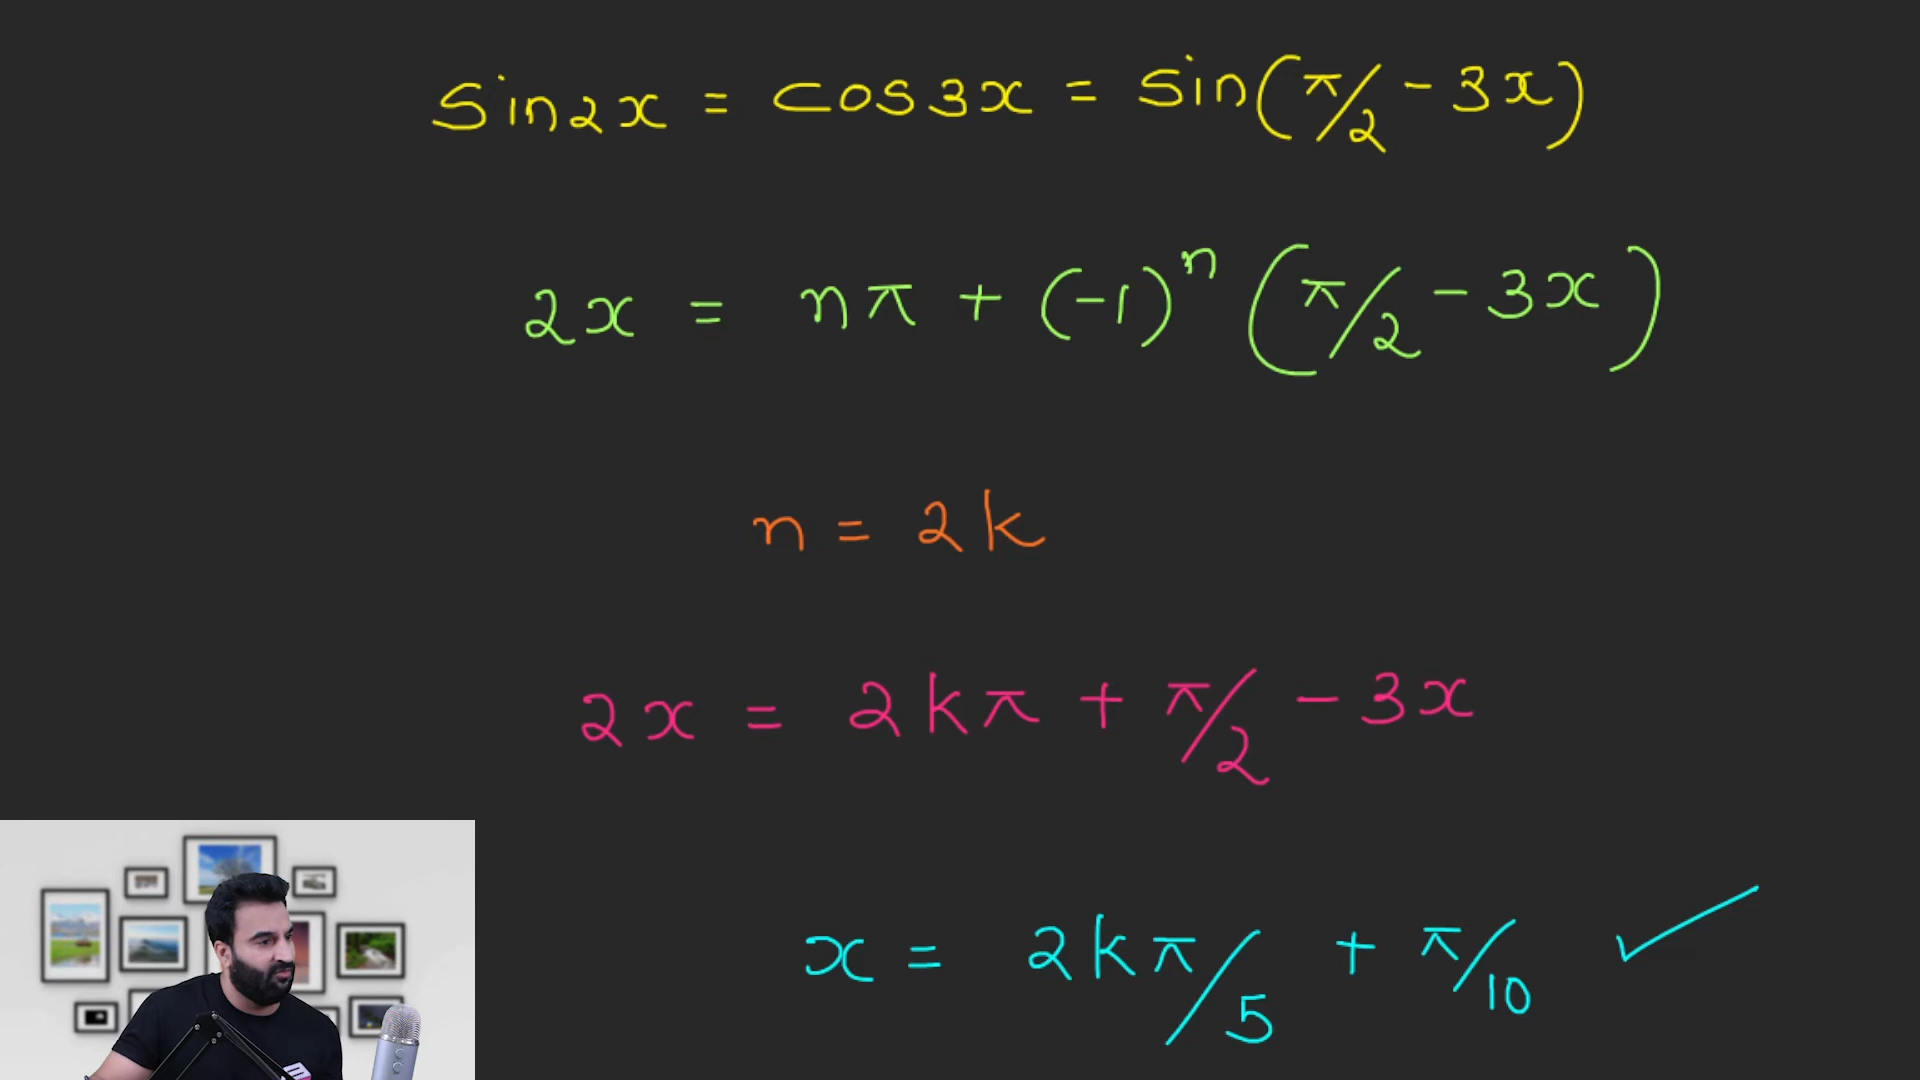 Sin2x = cos3x = sin(π/2 - 3x)
2x = nπ + (-1)ⁿ (π/2 - 3x)
n = 2k
2x = 2kπ + π/2 - 3x
x = 2kπ/5 + π/10 ✓